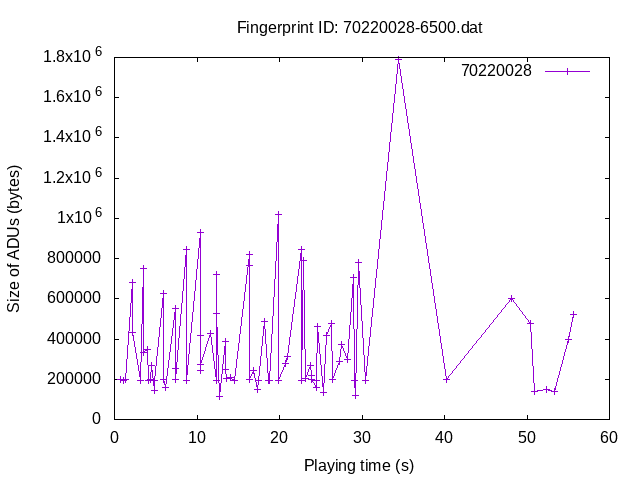 Fingerprint ID: 70220028-6500.dat
70220028
1.8x10^6
1.6x10^6
1.4x10^6
1.2x10^6
1x10^6
800000
600000
400000
200000
0
Size of ADUs (bytes)
0 10 20 30 40 50 60
Playing time (s)